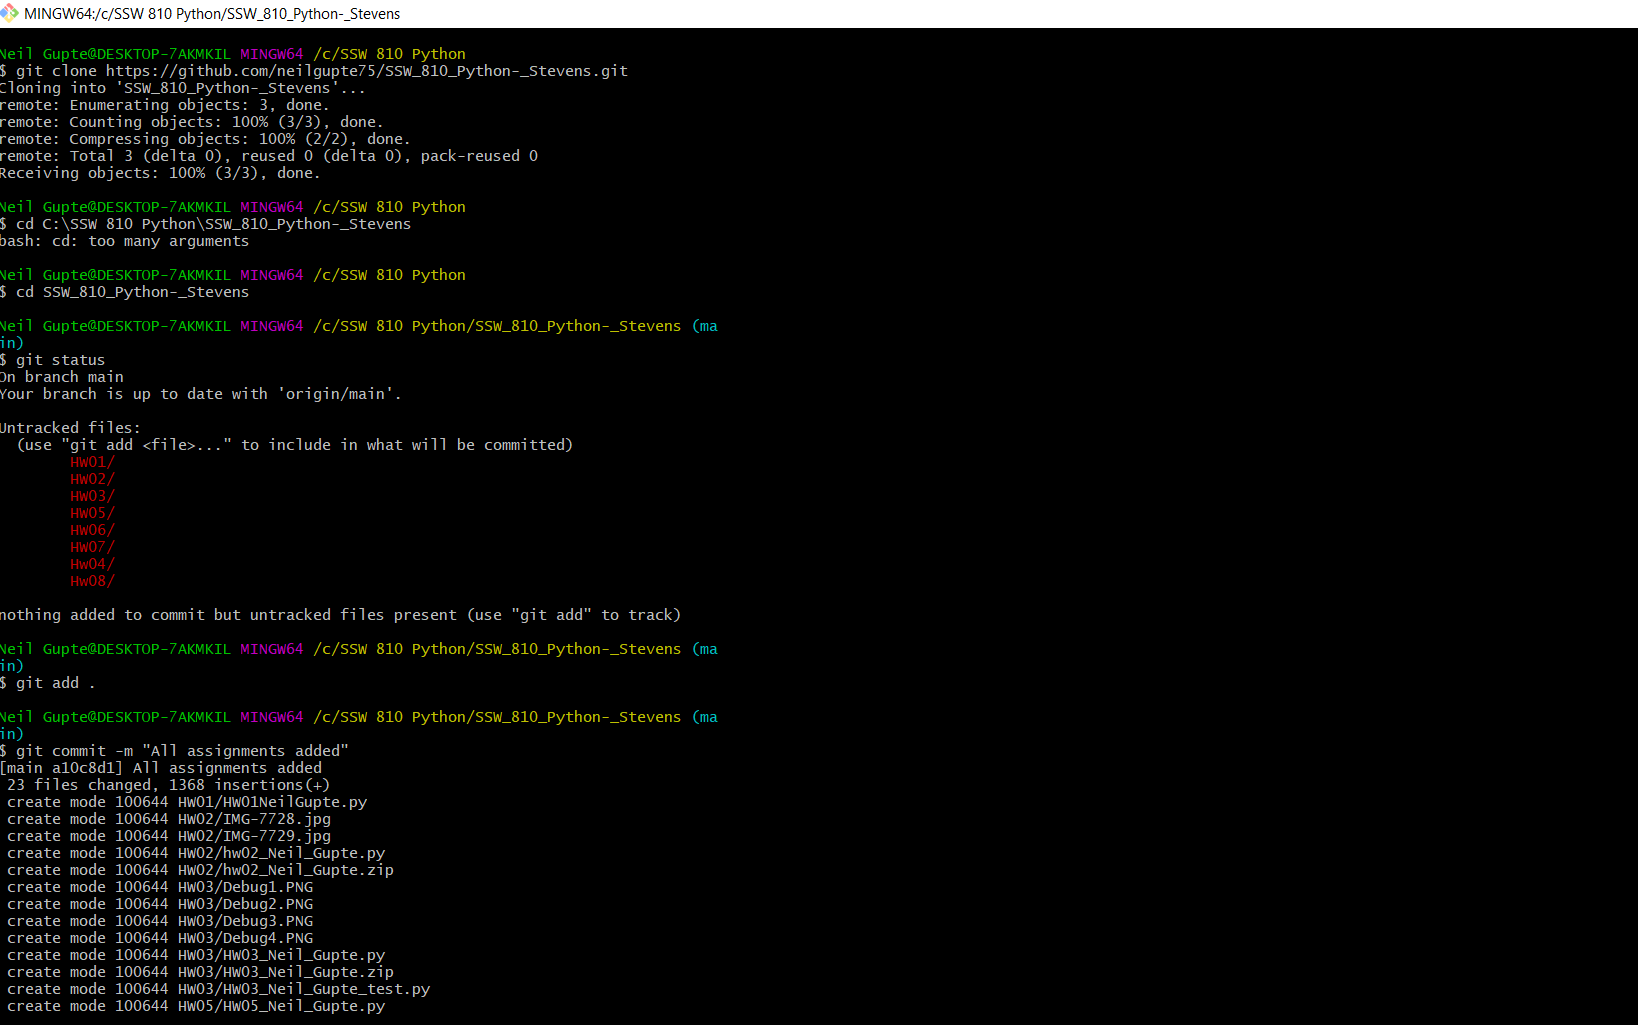 MINGW64:/c/SSW 810 Python/SSW_810_Python-_Stevens
Neil Gupte@DESKTOP-7AKMKIL MINGW64 /c/SSW 810 Python
$ git clone https://github.com/neilgupte75/SSW_810_Python-_Stevens.git
Cloning into 'SSW_810_Python-_Stevens'...
remote: Enumerating objects: 3, done.
remote: Counting objects: 100% (3/3), done.
remote: Compressing objects: 100% (2/2), done.
remote: Total 3 (delta 0), reused 0 (delta 0), pack-reused 0
Receiving objects: 100% (3/3), done.
Neil Gupte@DESKTOP-7AKMKIL MINGW64 /c/SSW 810 Python
$ cd C:\SSW 810 Python\SSW_810_Python-_Stevens
bash: cd: too many arguments
Neil Gupte@DESKTOP-7AKMKIL MINGW64 /c/SSW 810 Python
$ cd SSW_810_Python-_Stevens
Neil Gupte@DESKTOP-7AKMKIL MINGW64 /c/SSW 810 Python/SSW_810_Python-_Stevens (ma
in)
$ git status
On branch main
Your branch is up to date with 'origin/main'.
Untracked files:
(use "git add <file>..." to include in what will be committed)
HW01/
HW02/
HW03/
HW05/
HW06/
HW07/
Hw04/
Hw08/
nothing added to commit but untracked files present (use "git add" to track)
Neil Gupte@DESKTOP-7AKMKIL MINGW64 /c/SSW 810 Python/SSW_810_Python-_Stevens (ma
in)
$ git add .
Neil Gupte@DESKTOP-7AKMKIL MINGW64 /c/SSW 810 Python/SSW_810_Python-_Stevens (ma
in)
$ git commit -m "All assignments added"
[main a10c8d1] All assignments added
23 files changed, 1368 insertions(+)
create mode 100644 HW01/HW01NeilGupte.py
create mode 100644 HW02/IMG-7728.jpg
create mode 100644 HW02/IMG-7729.jpg
create mode 100644 HW02/hw02_Neil_Gupte.py
create mode 100644 HW02/hw02_Neil_Gupte.zip
create mode 100644 HW03/Debug1.PNG
create mode 100644 HW03/Debug2.PNG
create mode 100644 HW03/Debug3.PNG
create mode 100644 HW03/Debug4.PNG
create mode 100644 HW03/HW03_Neil_Gupte.py
create mode 100644 HW03/HW03_Neil_Gupte.zip
create mode 100644 HW03/HW03_Neil_Gupte_test.py
create mode 100644 HW05/HW05_Neil_Gupte.py